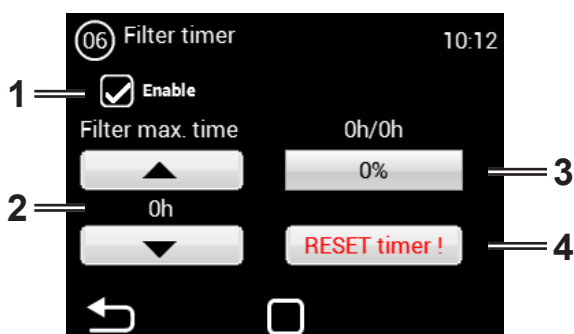 06 Filter timer 10:12
1 Enable
Filter max. time 0h/0h
0% 3
2 0h
RESET timer ! 4